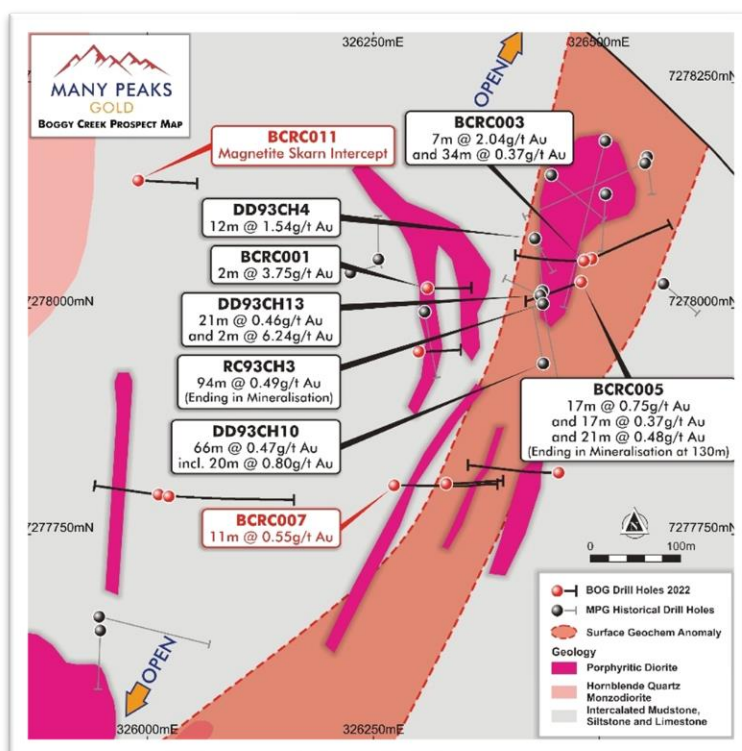 326250mE
326500mE
7278250mN
OPEN
MANY PEAKS
GOLD
BOGGY CREEK PROSPECT MAP
BCRC011
Magnetite Skarn Intercept
BCRC003
7m @ 2.04g/t Au
and 34m @ 0.37g/t Au
DD93CH4
12m @ 1.54g/t Au
BCRC001
2m @ 3.75g/t Au
7278000mN
7278000mN
DD93CH13
21m @ 0.46g/t Au
and 2m @ 6.24g/t Au
RC93CH3
94m @ 0.49g/t Au
(Ending in Mineralisation)
BCRC005
17m @ 0.75g/t Au
and 17m @ 0.37g/t Au
and 21m @ 0.48g/t Au
(Ending in Mineralisation at 130m)
DD93CH10
66m @ 0.47g/t Au
incl. 20m @ 0.80g/t Au
BCRC007
11m @ 0.55g/t Au
7277750mN
7277750mN
0 100m
BOG Drill Holes 2022
MPG Historical Drill Holes
Surface Geochem Anomaly
Geology
Porphyritic Diorite
Hornblende Quartz
Monzodiorite
Intercalated Mudstone,
Siltstone and Limestone
OPEN
326000mE
326250mE
326500mE